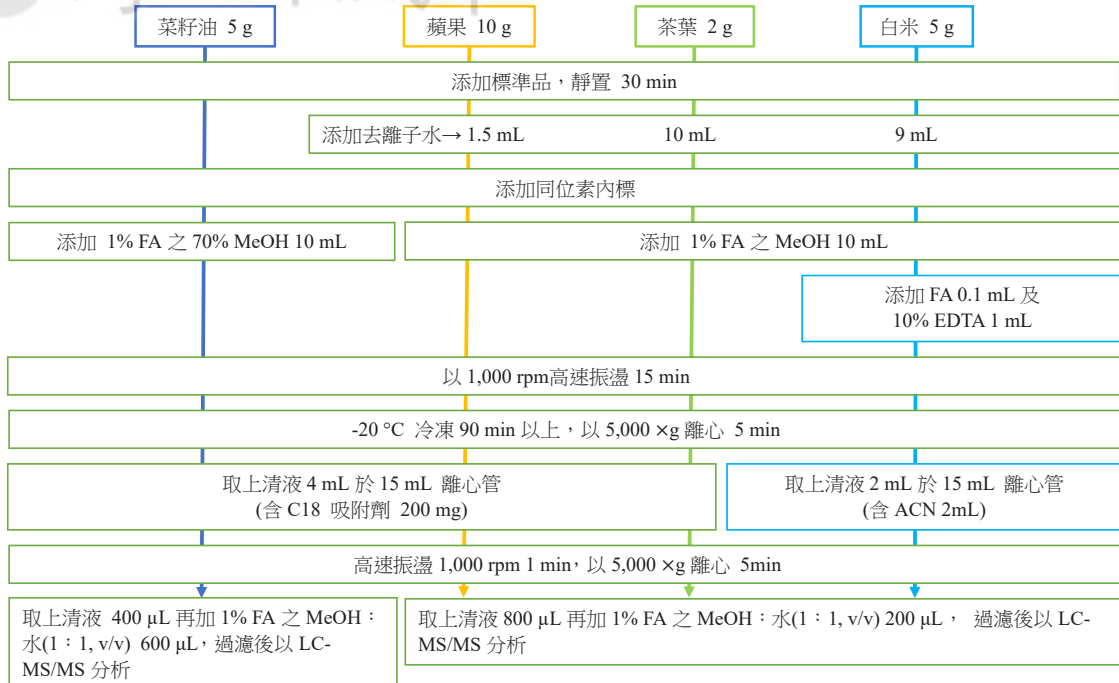 菜籽油 5 g
蘋果 10 g
茶葉 2 g
白米 5 g
添加標準品，靜置 30 min
添加去離子水→ 1.5 mL
10 mL
9 mL
添加同位素內標
添加 1% FA 之 70% MeOH 10 mL
添加 1% FA 之 MeOH 10 mL
添加 FA 0.1 mL 及
10% EDTA 1 mL
以 1,000 rpm高速振盪 15 min
-20 °C 冷凍 90 min 以上，以 5,000 ×g 離心 5 min
取上清液 4 mL 於 15 mL 離心管
(含 C18 吸附劑 200 mg)
取上清液 2 mL 於 15 mL 離心管
(含 ACN 2mL)
高速振盪 1,000 rpm 1 min，以 5,000 ×g 離心 5min
取上清液 400 μL 再加 1% FA 之 MeOH：
水(1：1, v/v) 600 μL，過濾後以 LC-
MS/MS 分析
取上清液 800 μL 再加 1% FA 之 MeOH：水(1：1, v/v) 200 μL， 過濾後以 LC-
MS/MS 分析